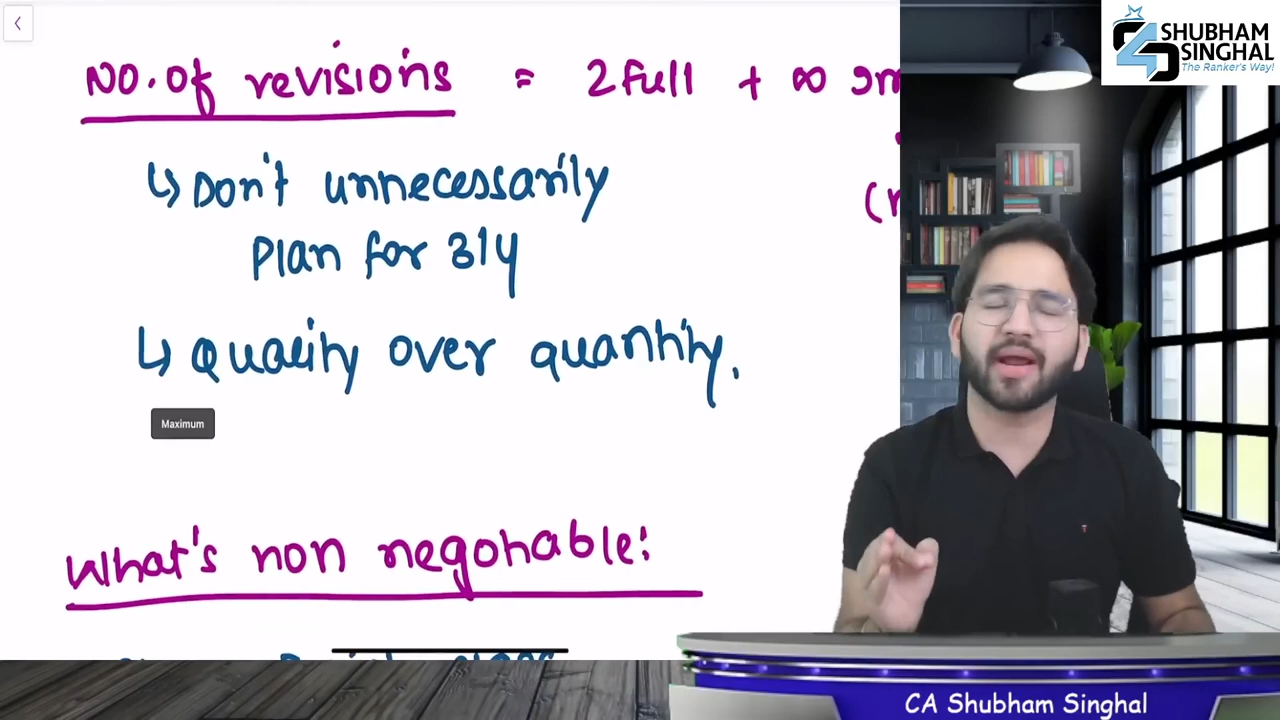 No. of revisions = 2 full + ∞
↳ Don't unnecessarily
Plan for 3/4
↳ Quality over quantity.
Maximum
What's non negotiable:
SHUBHAM
SINGHAL
The Ranker's Way!
CA Shubham Singhal